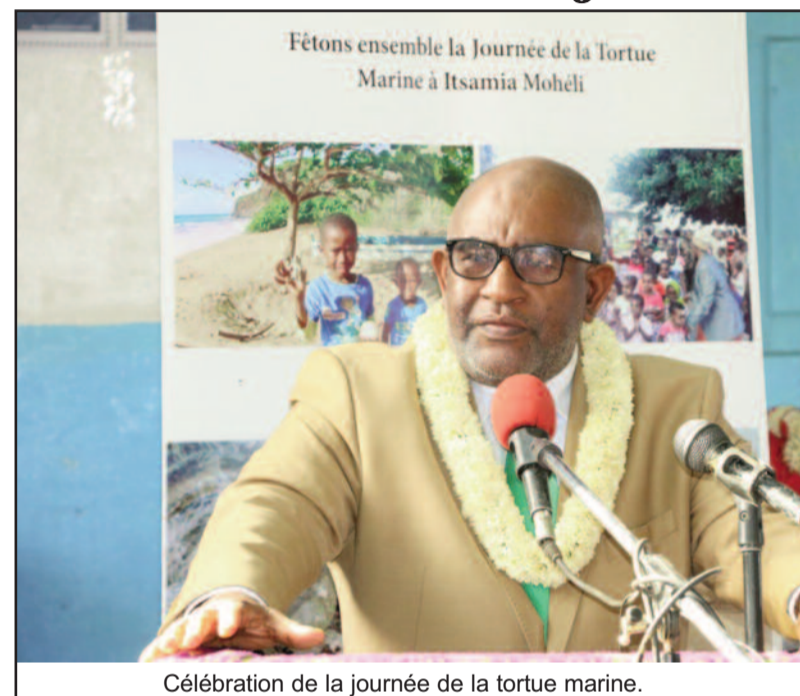 Fêtons ensemble la Journée de la Tortue
Marine à Itsamia Mohéli
Célébration de la journée de la tortue marine.